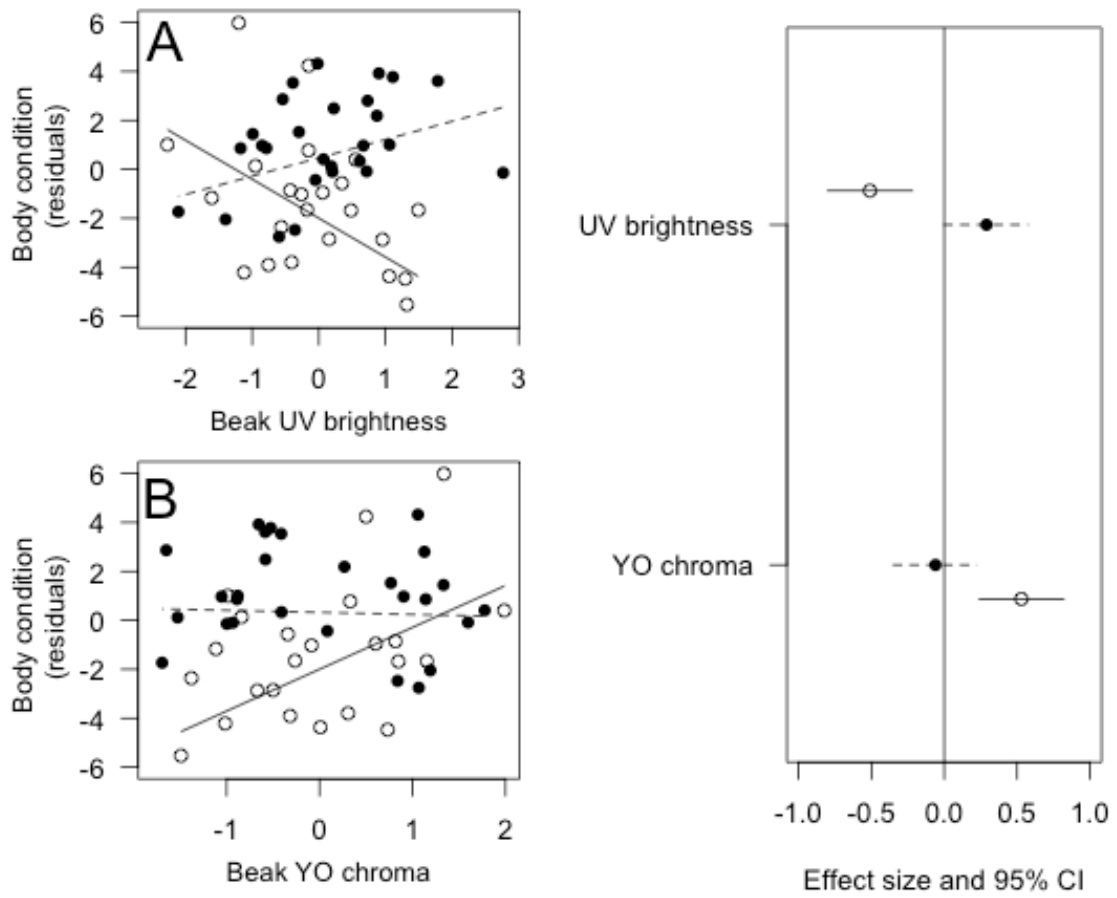 A
6
4
2
0
-2
-4
-6
Body condition
(residuals)
-2 -1 0 1 2 3
Beak UV brightness
B
6
4
2
0
-2
-4
-6
Body condition
(residuals)
-1 0 1 2
Beak YO chroma
UV brightness
YO chroma
-1.0 -0.5 0.0 0.5 1.0
Effect size and 95% CI